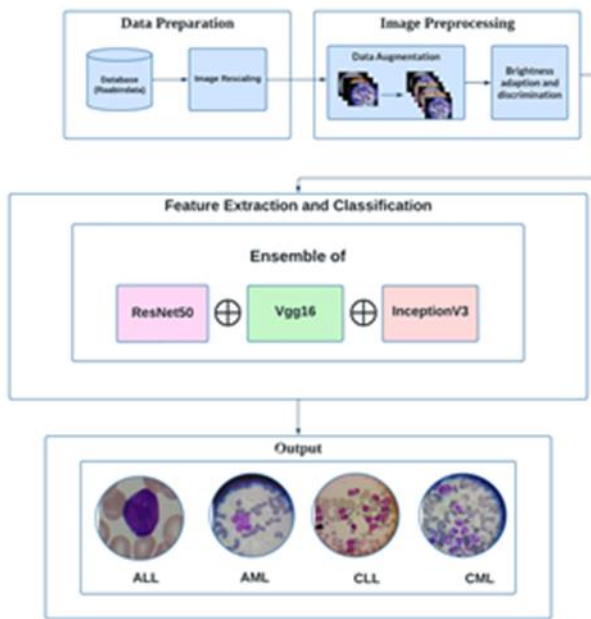 Data Preparation
Image Preprocessing
Database
(Raabindata)
Image Rescaling
Data Augmentation
Brightness
adaption and
discrimination
Feature Extraction and Classification
Ensemble of
ResNet50
Vgg16
InceptionV3
Output
ALL
AML
CLL
CML